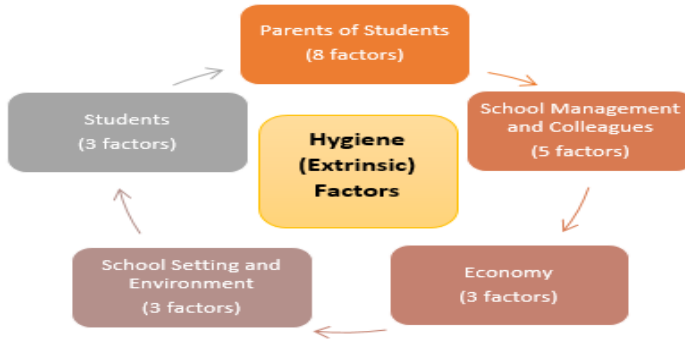 Parents of Students
(8 factors)
School Management
and Colleagues
(5 factors)
Economy
(3 factors)
School Setting and
Environment
(3 factors)
Students
(3 factors)
Hygiene
(Extrinsic)
Factors